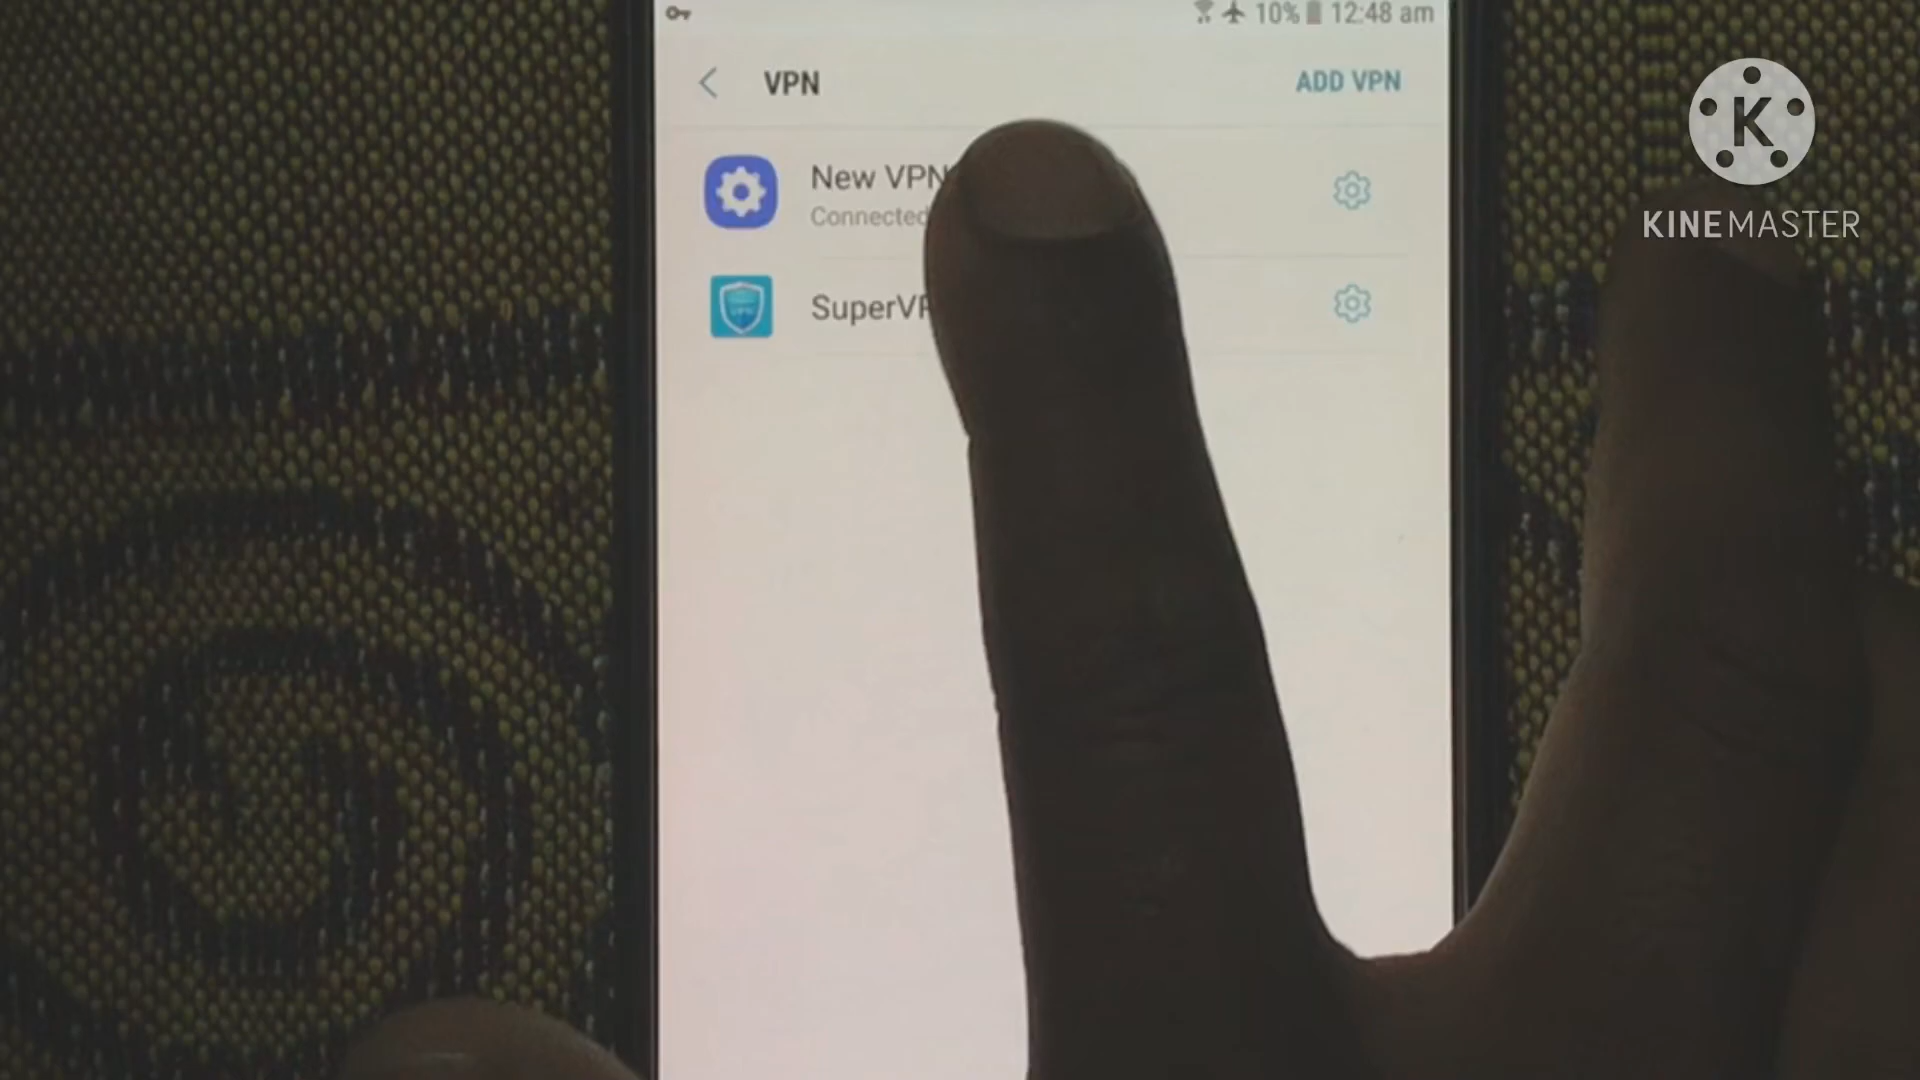 10% 12:48 am
VPN ADD VPN
New VPN
Connected
SuperVP
KINEMASTER